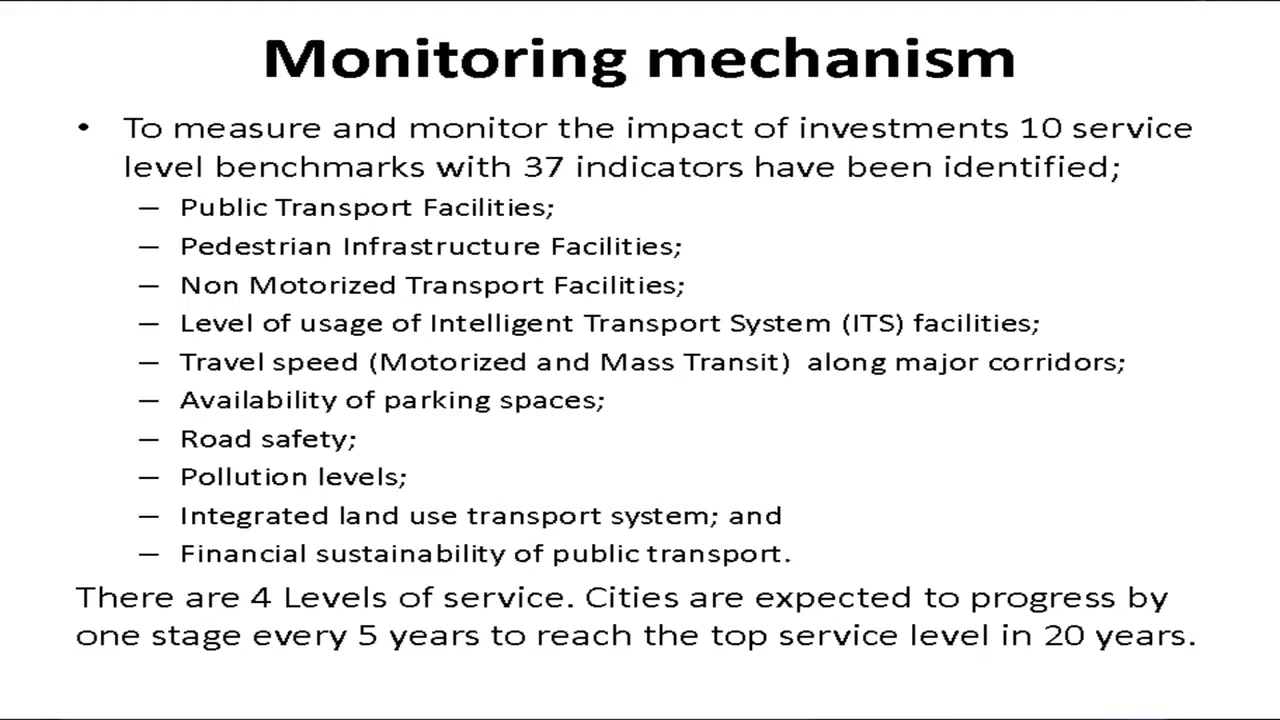 Monitoring mechanism
• To measure and monitor the impact of investments 10 service
level benchmarks with 37 indicators have been identified;
– Public Transport Facilities;
– Pedestrian Infrastructure Facilities;
– Non Motorized Transport Facilities;
– Level of usage of Intelligent Transport System (ITS) facilities;
– Travel speed (Motorized and Mass Transit) along major corridors;
– Availability of parking spaces;
– Road safety;
– Pollution levels;
– Integrated land use transport system; and
– Financial sustainability of public transport.
There are 4 Levels of service. Cities are expected to progress by
one stage every 5 years to reach the top service level in 20 years.